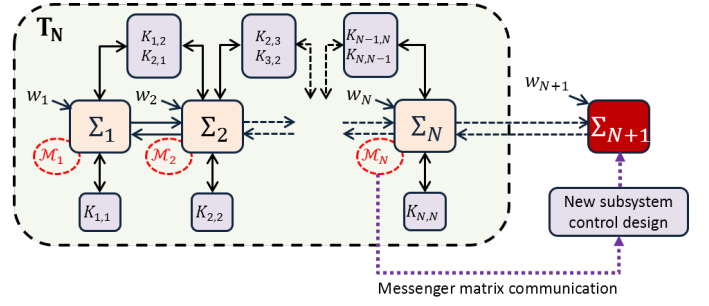 T_N
K_{1,2}
K_{2,1}
K_{2,3}
K_{3,2}
K_{N−1,N}
K_{N,N−1}
w_1
w_2
w_N
w_{N+1}
Σ_1
Σ_2
Σ_N
Σ_{N+1}
ℳ_1
ℳ_2
ℳ_N
K_{1,1}
K_{2,2}
K_{N,N}
New subsystem
control design
Messenger matrix communication